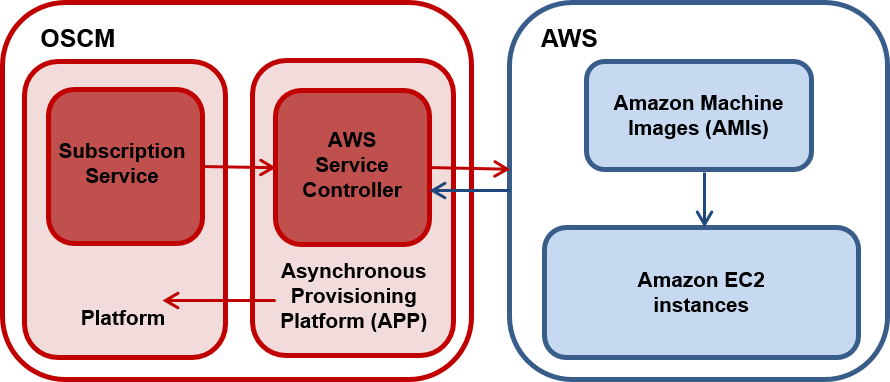 OSCM
Subscription
Service
Platform
AWS
Service
Controller
Asynchronous
Provisioning
Platform (APP)
AWS
Amazon Machine
Images (AMIs)
Amazon EC2
instances